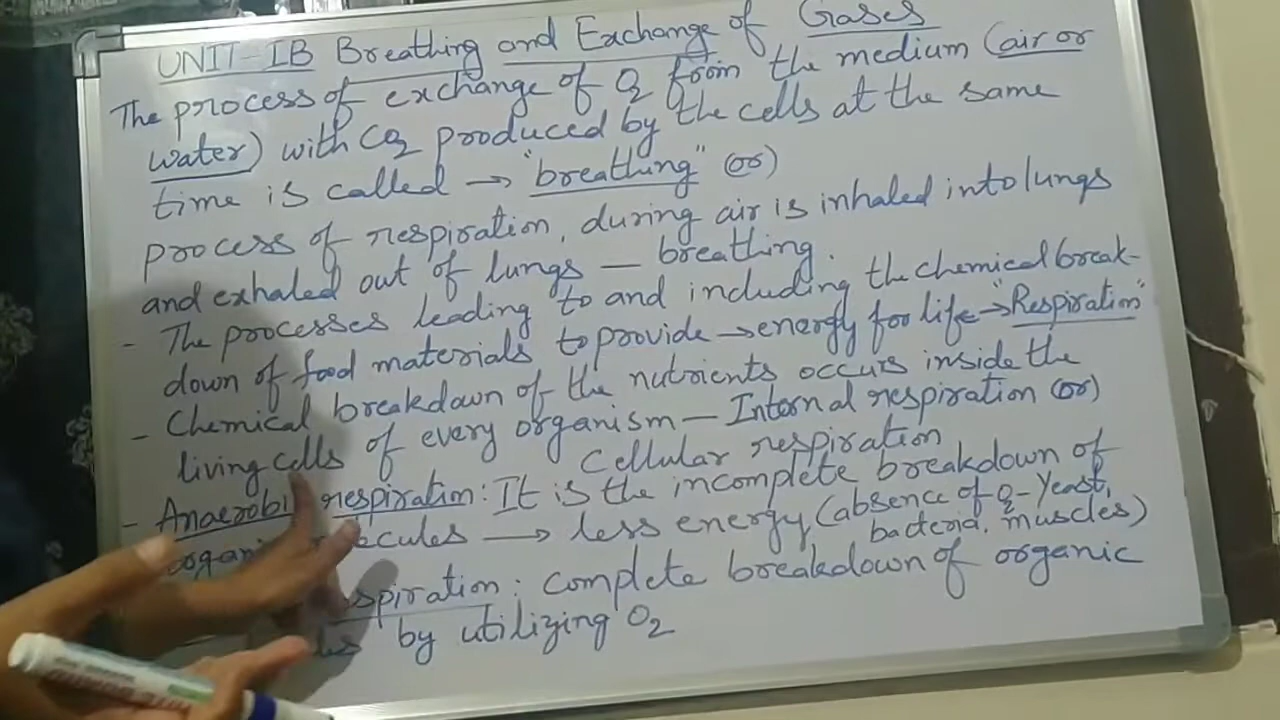 UNIT-IB Breathing and Exchange of Gases
The process of exchange of O2 from the medium (air or
water) with CO2 produced by the cells at the same
time is called → "breathing" (or)
process of respiration, during air is inhaled into lungs
and exhaled out of lungs – breathing.
- The processes leading to and including the chemical break-
down of food materials to provide → energy for life → "Respiration"
- Chemical breakdown of the nutrients occurs inside the
living cells of every organism – Internal respiration (or)
Cellular respiration
- Anaerobi respiration: It is the incomplete breakdown of
organi ecules → less energy (absence of O2 - Yeast,
bacteria, muscles)
spiration: complete breakdown of organic
les by utilizing O2